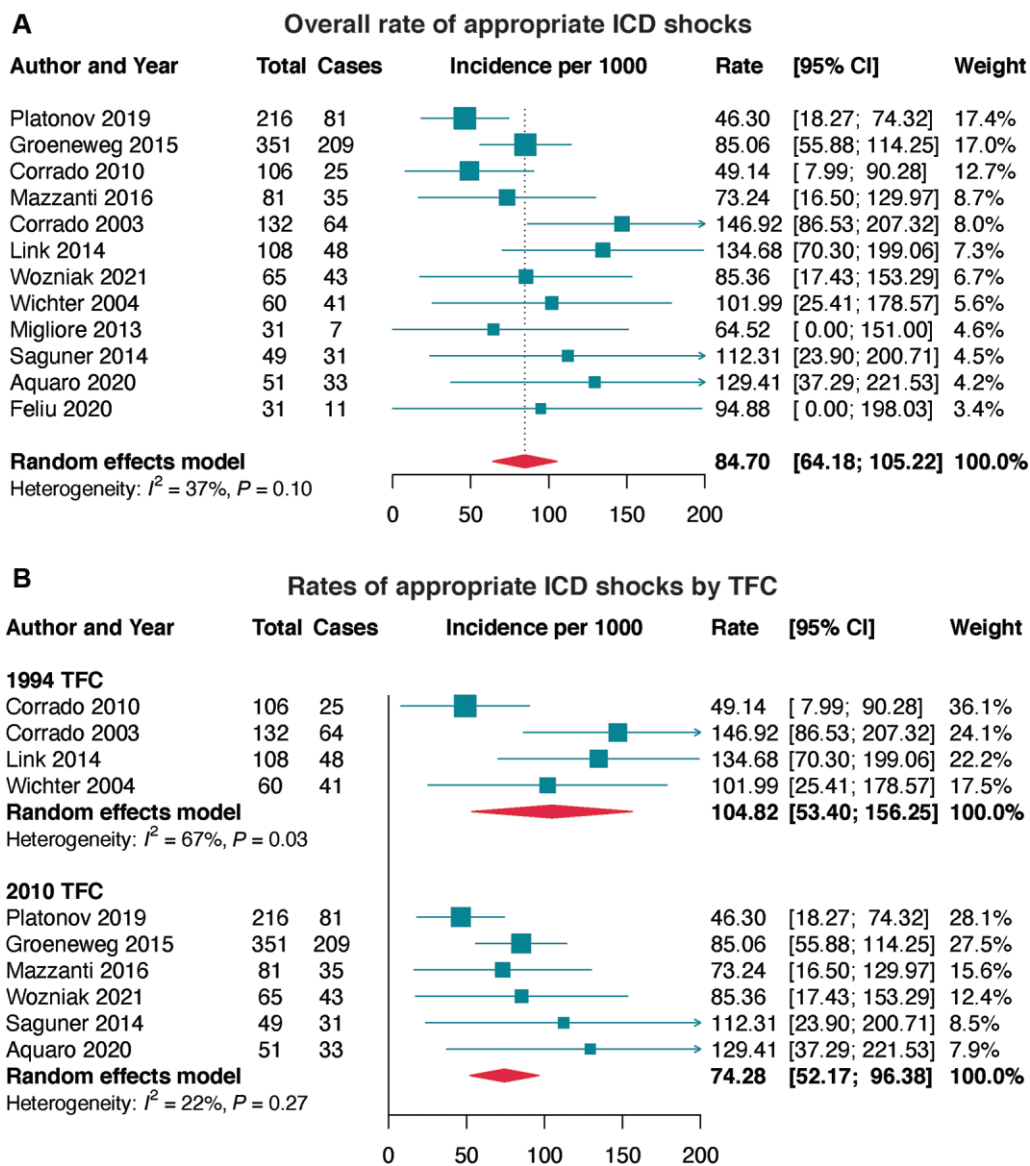 A Overall rate of appropriate ICD shocks
Author and Year Total Cases Incidence per 1000 Rate [95% CI] Weight
Platonov 2019 216 81 46.30 [18.27; 74.32] 17.4%
Groeneweg 2015 351 209 85.06 [55.88; 114.25] 17.0%
Corrado 2010 106 25 49.14 [ 7.99; 90.28] 12.7%
Mazzanti 2016 81 35 73.24 [16.50; 129.97] 8.7%
Corrado 2003 132 64 146.92 [86.53; 207.32] 8.0%
Link 2014 108 48 134.68 [70.30; 199.06] 7.3%
Wozniak 2021 65 43 85.36 [17.43; 153.29] 6.7%
Wichter 2004 60 41 101.99 [25.41; 178.57] 5.6%
Migliore 2013 31 7 64.52 [ 0.00; 151.00] 4.6%
Saguner 2014 49 31 112.31 [23.90; 200.71] 4.5%
Aquaro 2020 51 33 129.41 [37.29; 221.53] 4.2%
Feliu 2020 31 11 94.88 [ 0.00; 198.03] 3.4%
Random effects model 84.70 [64.18; 105.22] 100.0%
Heterogeneity: I² = 37%, P = 0.10
0 50 100 150 200
B Rates of appropriate ICD shocks by TFC
Author and Year Total Cases Incidence per 1000 Rate [95% CI] Weight
1994 TFC
Corrado 2010 106 25 49.14 [ 7.99; 90.28] 36.1%
Corrado 2003 132 64 146.92 [86.53; 207.32] 24.1%
Link 2014 108 48 134.68 [70.30; 199.06] 22.2%
Wichter 2004 60 41 101.99 [25.41; 178.57] 17.5%
Random effects model 104.82 [53.40; 156.25] 100.0%
Heterogeneity: I² = 67%, P = 0.03
2010 TFC
Platonov 2019 216 81 46.30 [18.27; 74.32] 28.1%
Groeneweg 2015 351 209 85.06 [55.88; 114.25] 27.5%
Mazzanti 2016 81 35 73.24 [16.50; 129.97] 15.6%
Wozniak 2021 65 43 85.36 [17.43; 153.29] 12.4%
Saguner 2014 49 31 112.31 [23.90; 200.71] 8.5%
Aquaro 2020 51 33 129.41 [37.29; 221.53] 7.9%
Random effects model 74.28 [52.17; 96.38] 100.0%
Heterogeneity: I² = 22%, P = 0.27
0 50 100 150 200